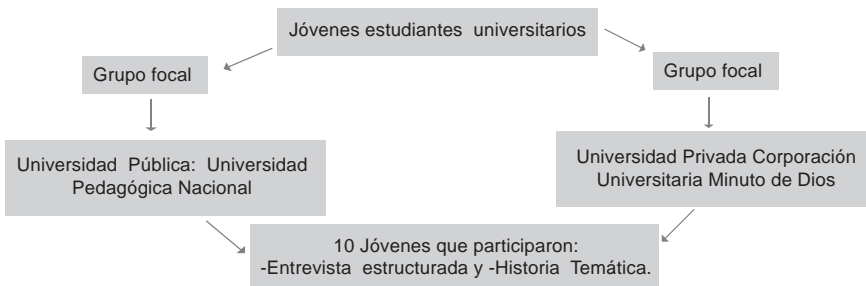 Jóvenes estudiantes universitarios
Grupo focal
Grupo focal
Universidad Pública: Universidad
Pedagógica Nacional
Universidad Privada Corporación
Universitaria Minuto de Dios
10 Jóvenes que participaron:
-Entrevista estructurada y -Historia Temática.